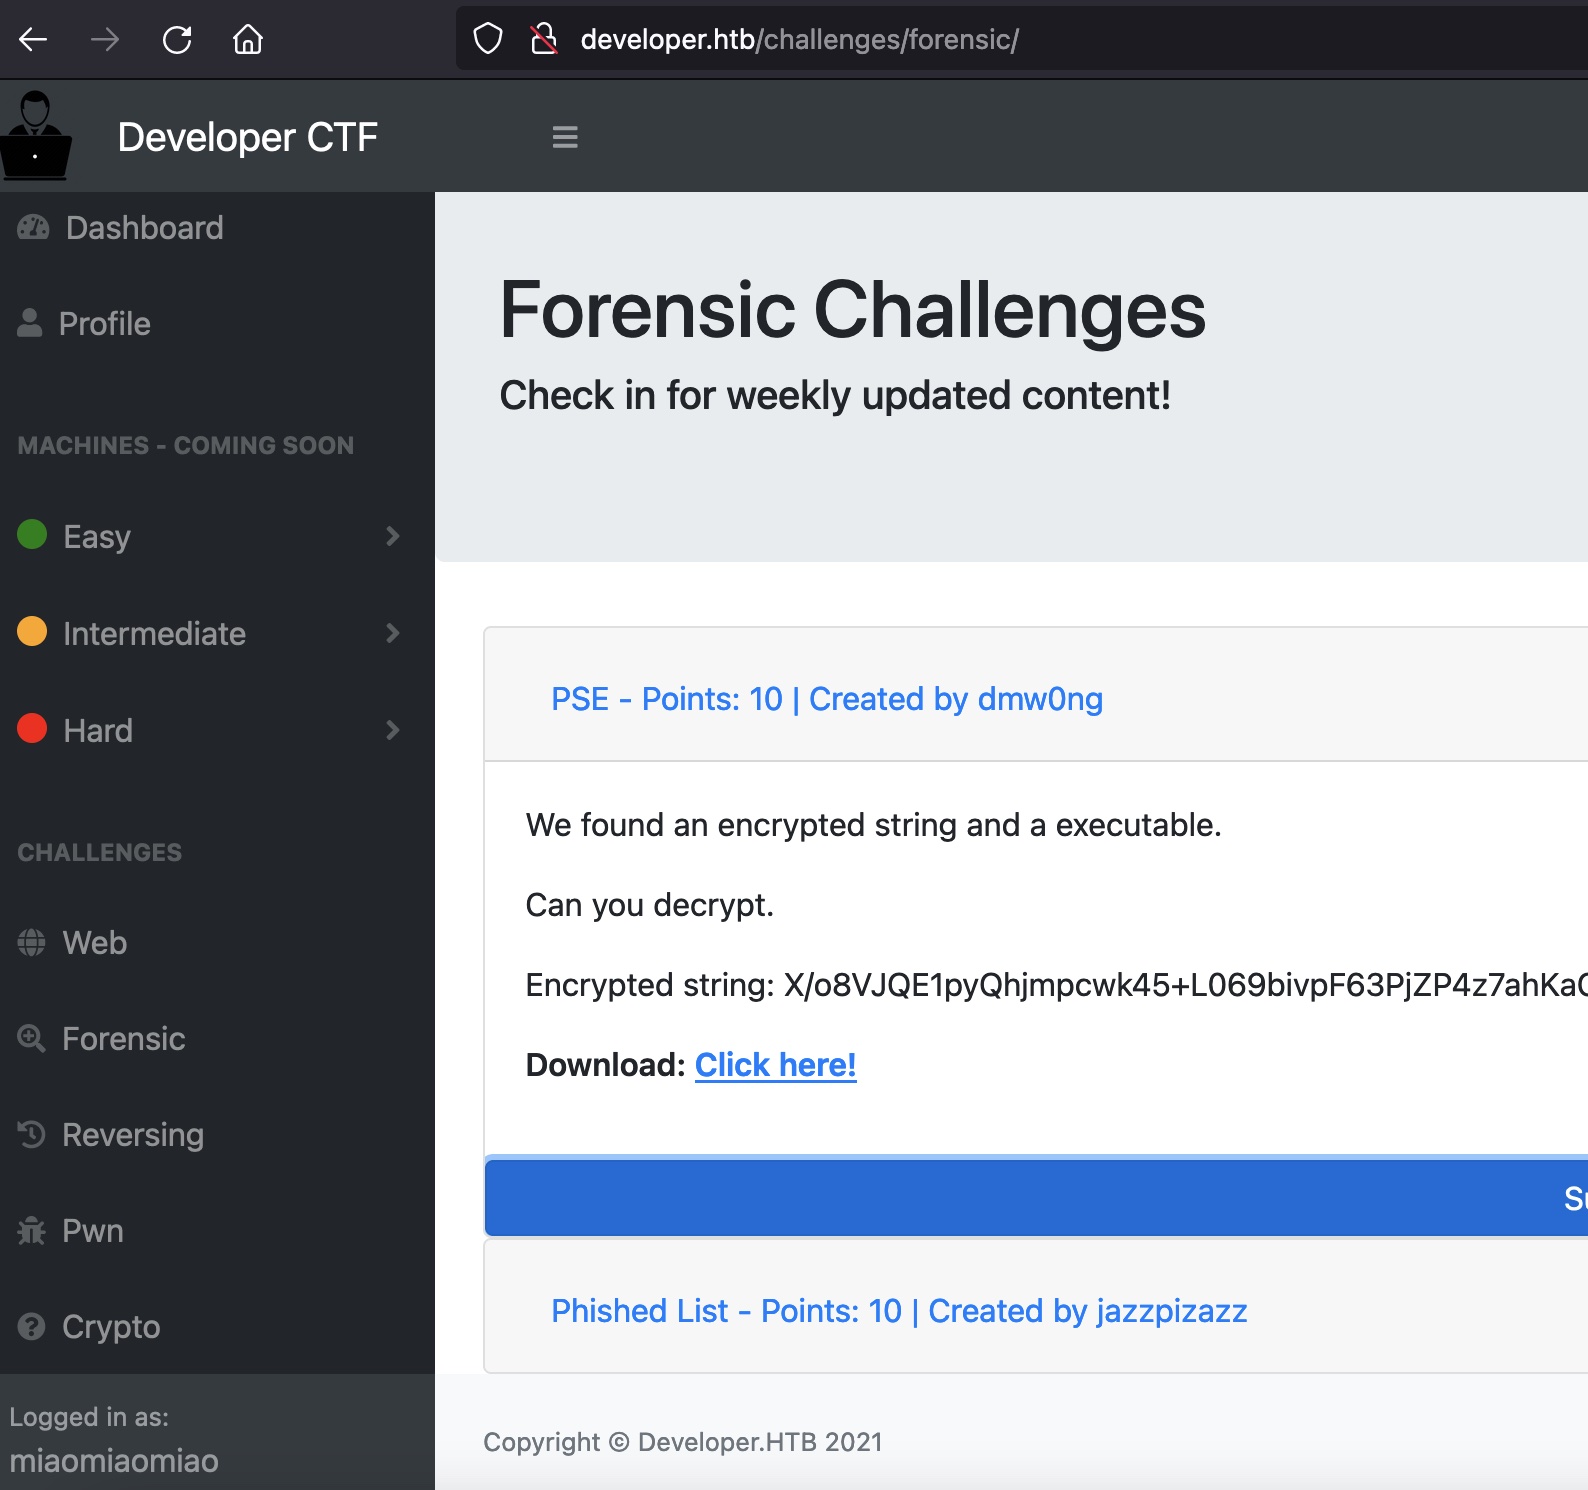 developer.htb/challenges/forensic/
Developer CTF
Dashboard
Profile
MACHINES - COMING SOON
Easy
Intermediate
Hard
CHALLENGES
Web
Forensic
Reversing
Pwn
Crypto
Logged in as:
miaomiaomiao
Forensic Challenges
Check in for weekly updated content!
PSE - Points: 10 | Created by dmw0ng
We found an encrypted string and a executable.
Can you decrypt.
Encrypted string: X/o8VJQE1pyQhjmpcwk45+L069bivpF63PjZP4z7ahKa
Download: Click here!
Phished List - Points: 10 | Created by jazzpizazz
Copyright © Developer.HTB 2021